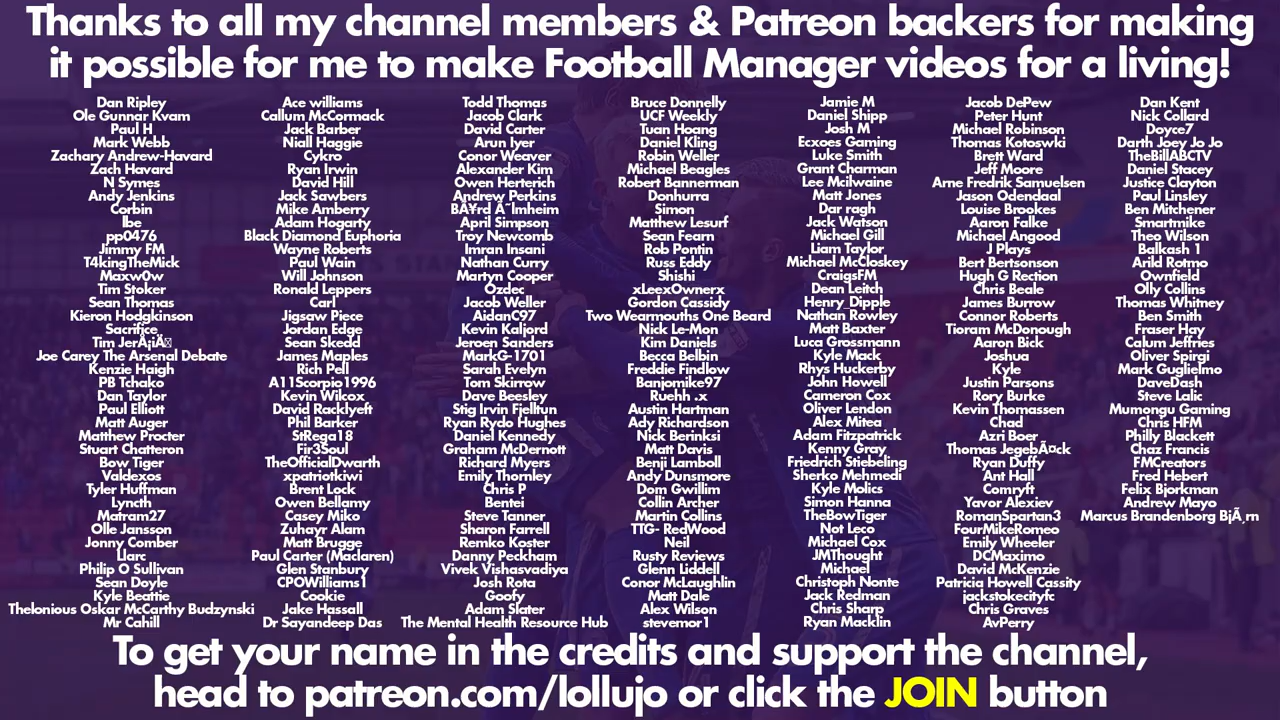 Thanks to all my channel members & Patreon backers for making
it possible for me to make Football Manager videos for a living!
Dan Ripley
Ole Gunnar Kvam
Paul H
Mark Webb
Zachary Andrew-Havard
Zach Havard
N Symes
Andy Jenkins
Corbin
Ibe
pp0476
Jimmy FM
T4kingTheMick
Maxw0w
Tim Stoker
Sean Thomas
Kieron Hodgkinson
Sacrifice
Tim
Joe Carey The Arsenal Debate
Kenzie Haigh
PB Tchako
Dan Taylor
Paul Elliott
Matt Auger
Matthew Procter
Stuart Chatteron
Bow Tiger
Valdexos
Tyler Huffman
Lyncth
Matram27
Olle Jansson
Jonny Comber
Llarc
Philip O Sullivan
Sean Doyle
Kyle Beattie
Thelonious Oskar McCarthy Budzynski
Mr Cahill
Ace williams
Callum McCormack
Jack Barber
Niall Haggie
Cykro
Ryan Irwin
David Hill
Jack Sawbers
Mike Amberry
Adam Hogarty
Black Diamond Euphoria
Wayne Roberts
Paul Wain
Will Johnson
Ronald Leppers
Carl
Jigsaw Piece
Jordan Edge
Sean Skedd
James Maples
Rich Pell
A11Scorpio1996
Kevin Wilcox
David Racklyeft
Phil Barker
StRega18
Fir3Soul
TheOfficialDwarth
xpatriotkiwi
Brent Lock
Owen Bellamy
Casey Miko
Zuhayr Alam
Matt Brugge
Paul Carter (Maclaren)
Glen Stanbury
CPOWilliams1
Cookie
Jake Hassall
Dr Sayandeep Das
Todd Thomas
Jacob Clark
David Carter
Arun Iyer
Conor Weaver
Alexander Kim
Owen Herterich
Andrew Perkins
BÃ¥rd Ã˜lmheim
April Simpson
Troy Newcomb
Imran Insani
Nathan Curry
Martyn Cooper
Ozdec
Jacob Weller
AidanC97
Kevin Kaljord
Jeroen Sanders
MarkG-1701
Sarah Evelyn
Tom Skirrow
Dave Beesley
Stig Irvin Fjelltun
Ryan Rydo Hughes
Daniel Kennedy
Graham McDernott
Richard Myers
Emily Thornley
Chris P
Bentei
Steve Tanner
Sharon Farrell
Remko Koster
Danny Peckham
Vivek Vishasvadiya
Josh Rota
Goofy
Adam Slater
The Mental Health Resource Hub
Bruce Donnelly
UCF Weekly
Tuan Hoang
Daniel Kling
Robin Weller
Michael Beagles
Robert Bannerman
Donhurra
Simon
Matthew Lesurf
Sean Fearn
Rob Pontin
Russ Eddy
Shishi
xLeexOwnerx
Gordon Cassidy
Two Wearmouths One Beard
Nick Le-Mon
Kim Daniels
Becca Belbin
Freddie Findlow
Banjomike97
Ruehh .x
Austin Hartman
Ady Richardson
Nick Berinksi
Matt Davis
Benji Lamboll
Andy Dunsmore
Dom Gwillim
Collin Archer
Martin Collins
TTG- RedWood
Neil
Rusty Reviews
Glenn Liddell
Conor McLaughlin
Matt Dale
Alex Wilson
stevemor1
Jamie M
Daniel Shipp
Josh M
Ecxoes Gaming
Luke Smith
Grant Charman
Lee Mcilwaine
Matt Jones
Dar ragh
Jack Watson
Michael Gill
Liam Taylor
Michael McCloskey
CraigsFM
Dean Leitch
Henry Dipple
Nathan Rowley
Matt Baxter
Luca Grossmann
Kyle Mack
Rhys Huckerby
John Howell
Cameron Cox
Oliver Lendon
Alex Mitea
Adam Fitzpatrick
Kenny Gray
Friedrich Stiebeling
Sherko Mehmedi
Kyle Molics
Simon Hanna
TheBowTiger
Not Leco
Michael Cox
JMThought
Michael
Christoph Nonte
Jack Redman
Chris Sharp
Ryan Macklin
Jacob DePew
Peter Hunt
Michael Robinson
Thomas Kotoswki
Brett Ward
Jeff Moore
Arne Fredrik Samuelsen
Jason Odendaal
Louise Brookes
Aaron Falke
Michael Angood
J Plays
Bert Bertsonson
Hugh G Rection
Chris Beale
James Burrow
Connor Roberts
Tioram McDonough
Aaron Bick
Joshua
Kyle
Justin Parsons
Rory Burke
Kevin Thomassen
Chad
Azri Boer
Thomas JegebÃ¤ck
Ryan Duffy
Ant Hall
Comryft
Yavor Alexiev
RomanSpartan3
FourMikeRomeo
Emily Wheeler
DCMaximo
David McKenzie
Patricia Howell Cassity
jackstokecityfc
Chris Graves
AvPerry
Dan Kent
Nick Collard
Doyce7
Darth Joey Jo Jo
TheBillABCTV
Daniel Stacey
Justice Clayton
Paul Linsley
Ben Mitchener
Smartmike
Theo Wilson
Balkash 1
Arild Rotmo
Ownfield
Olly Collins
Thomas Whitney
Ben Smith
Fraser Hay
Calum Jeffries
Oliver Spirgi
Mark Guglielmo
DaveDash
Steve Lalic
Mumongu Gaming
Chris HFM
Philly Blackett
Chaz Francis
FMCreators
Fred Hebert
Felix Bjorkman
Andrew Mayo
Marcus Brandenborg BjÃ¸rn
To get your name in the credits and support the channel,
head to patreon.com/lollujo or click the JOIN button